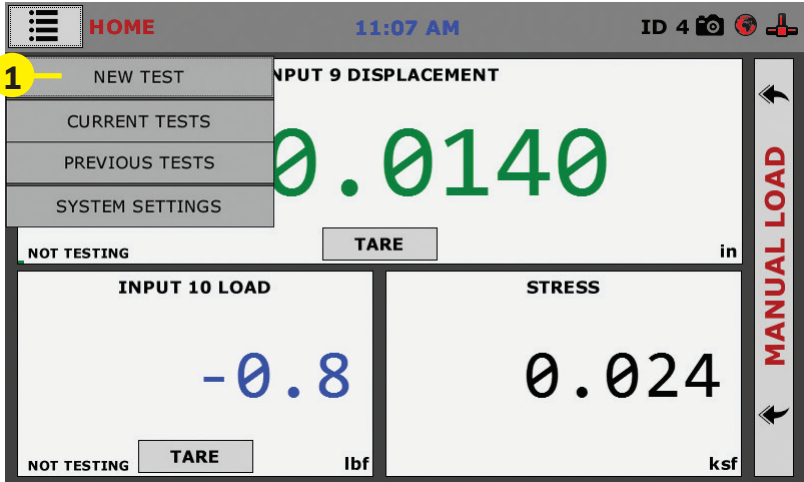 HOME
11:07 AM
ID 4
1
NEW TEST
CURRENT TESTS
PREVIOUS TESTS
SYSTEM SETTINGS
NPUT 9 DISPLACEMENT
0.0140
NOT TESTING
TARE
in
INPUT 10 LOAD
-0.8
NOT TESTING
TARE
lbf
STRESS
0.024
ksf
MANUAL LOAD